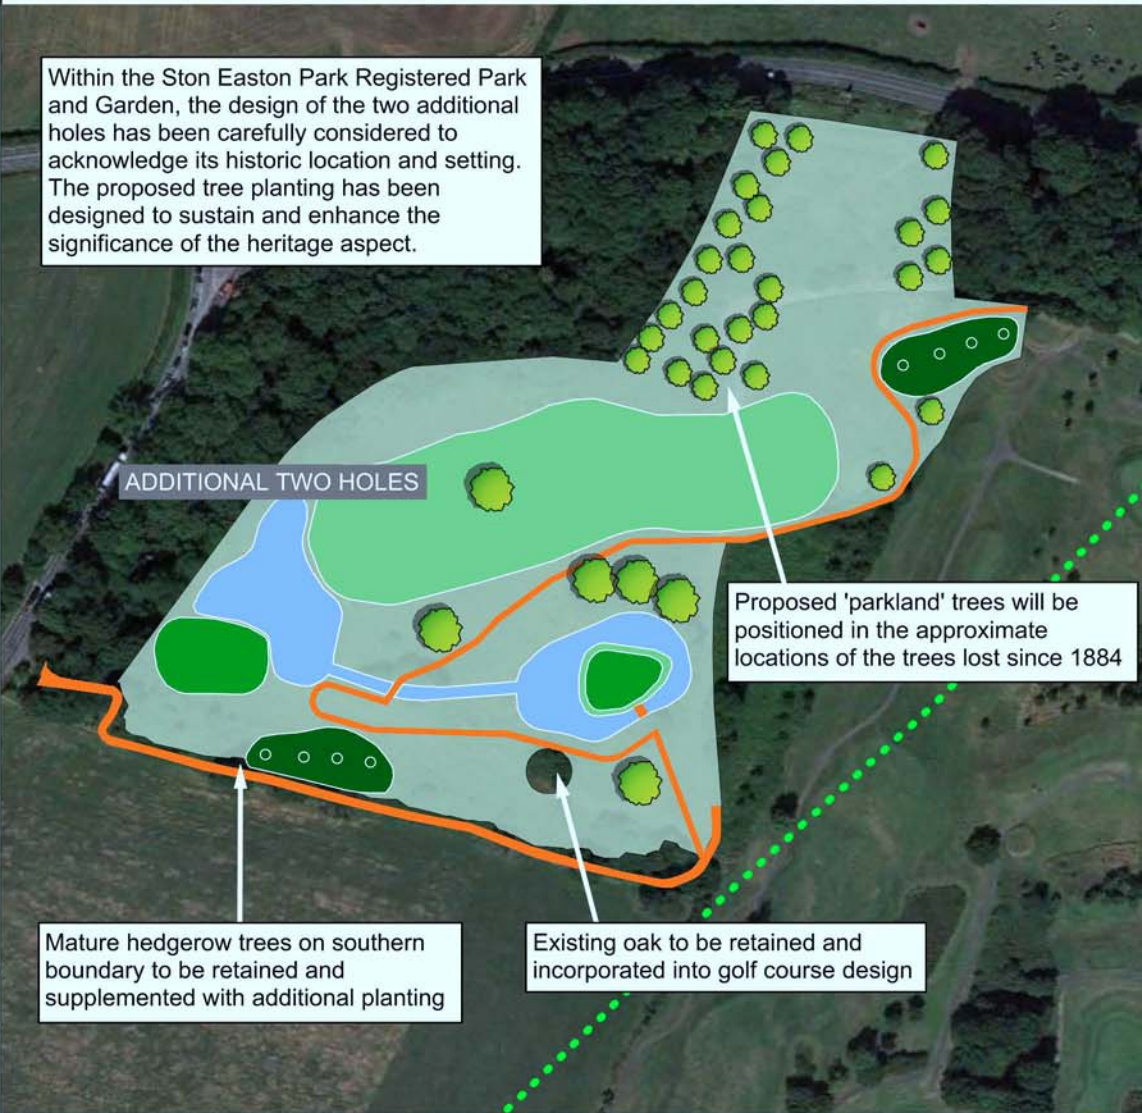 Within the Ston Easton Park Registered Park
and Garden, the design of the two additional
holes has been carefully considered to
acknowledge its historic location and setting.
The proposed tree planting has been
designed to sustain and enhance the
significance of the heritage aspect.
ADDITIONAL TWO HOLES
Proposed 'parkland' trees will be
positioned in the approximate
locations of the trees lost since 1884
Mature hedgerow trees on southern
boundary to be retained and
supplemented with additional planting
Existing oak to be retained and
incorporated into golf course design